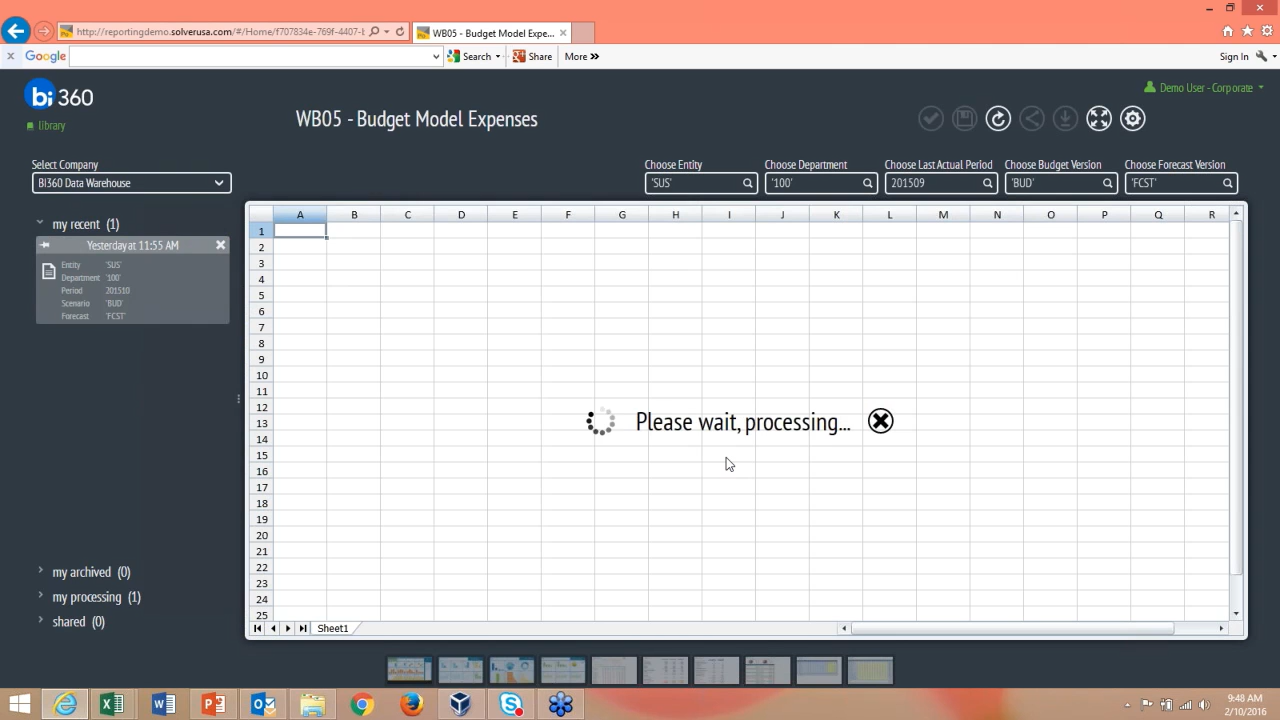 http://reportingdemo.solverusa.com/#/Home/f707834e-769f-4407-b
WB05 - Budget Model Expe...
Google
Search
Share
More »
Sign In
bi 360
library
WB05 - Budget Model Expenses
Demo User - Corporate
Select Company
BI360 Data Warehouse
Choose Entity
Choose Department
Choose Last Actual Period
Choose Budget Version
Choose Forecast Version
'SUS'
'100'
201509
'BUD'
'FCST'
my recent (1)
Yesterday at 11:55 AM
Entity 'SUS'
Department '100'
Period 201510
Scenario 'BUD'
Forecast 'FCST'
my archived (0)
my processing (1)
shared (0)
A B C D E F G H I J K L M N O P Q R
1
2
3
4
5
6
7
8
9
10
11
12
13
14
15
16
17
18
19
20
21
22
23
24
25
Please wait, processing...
Sheet1
9:48 AM
2/10/2016